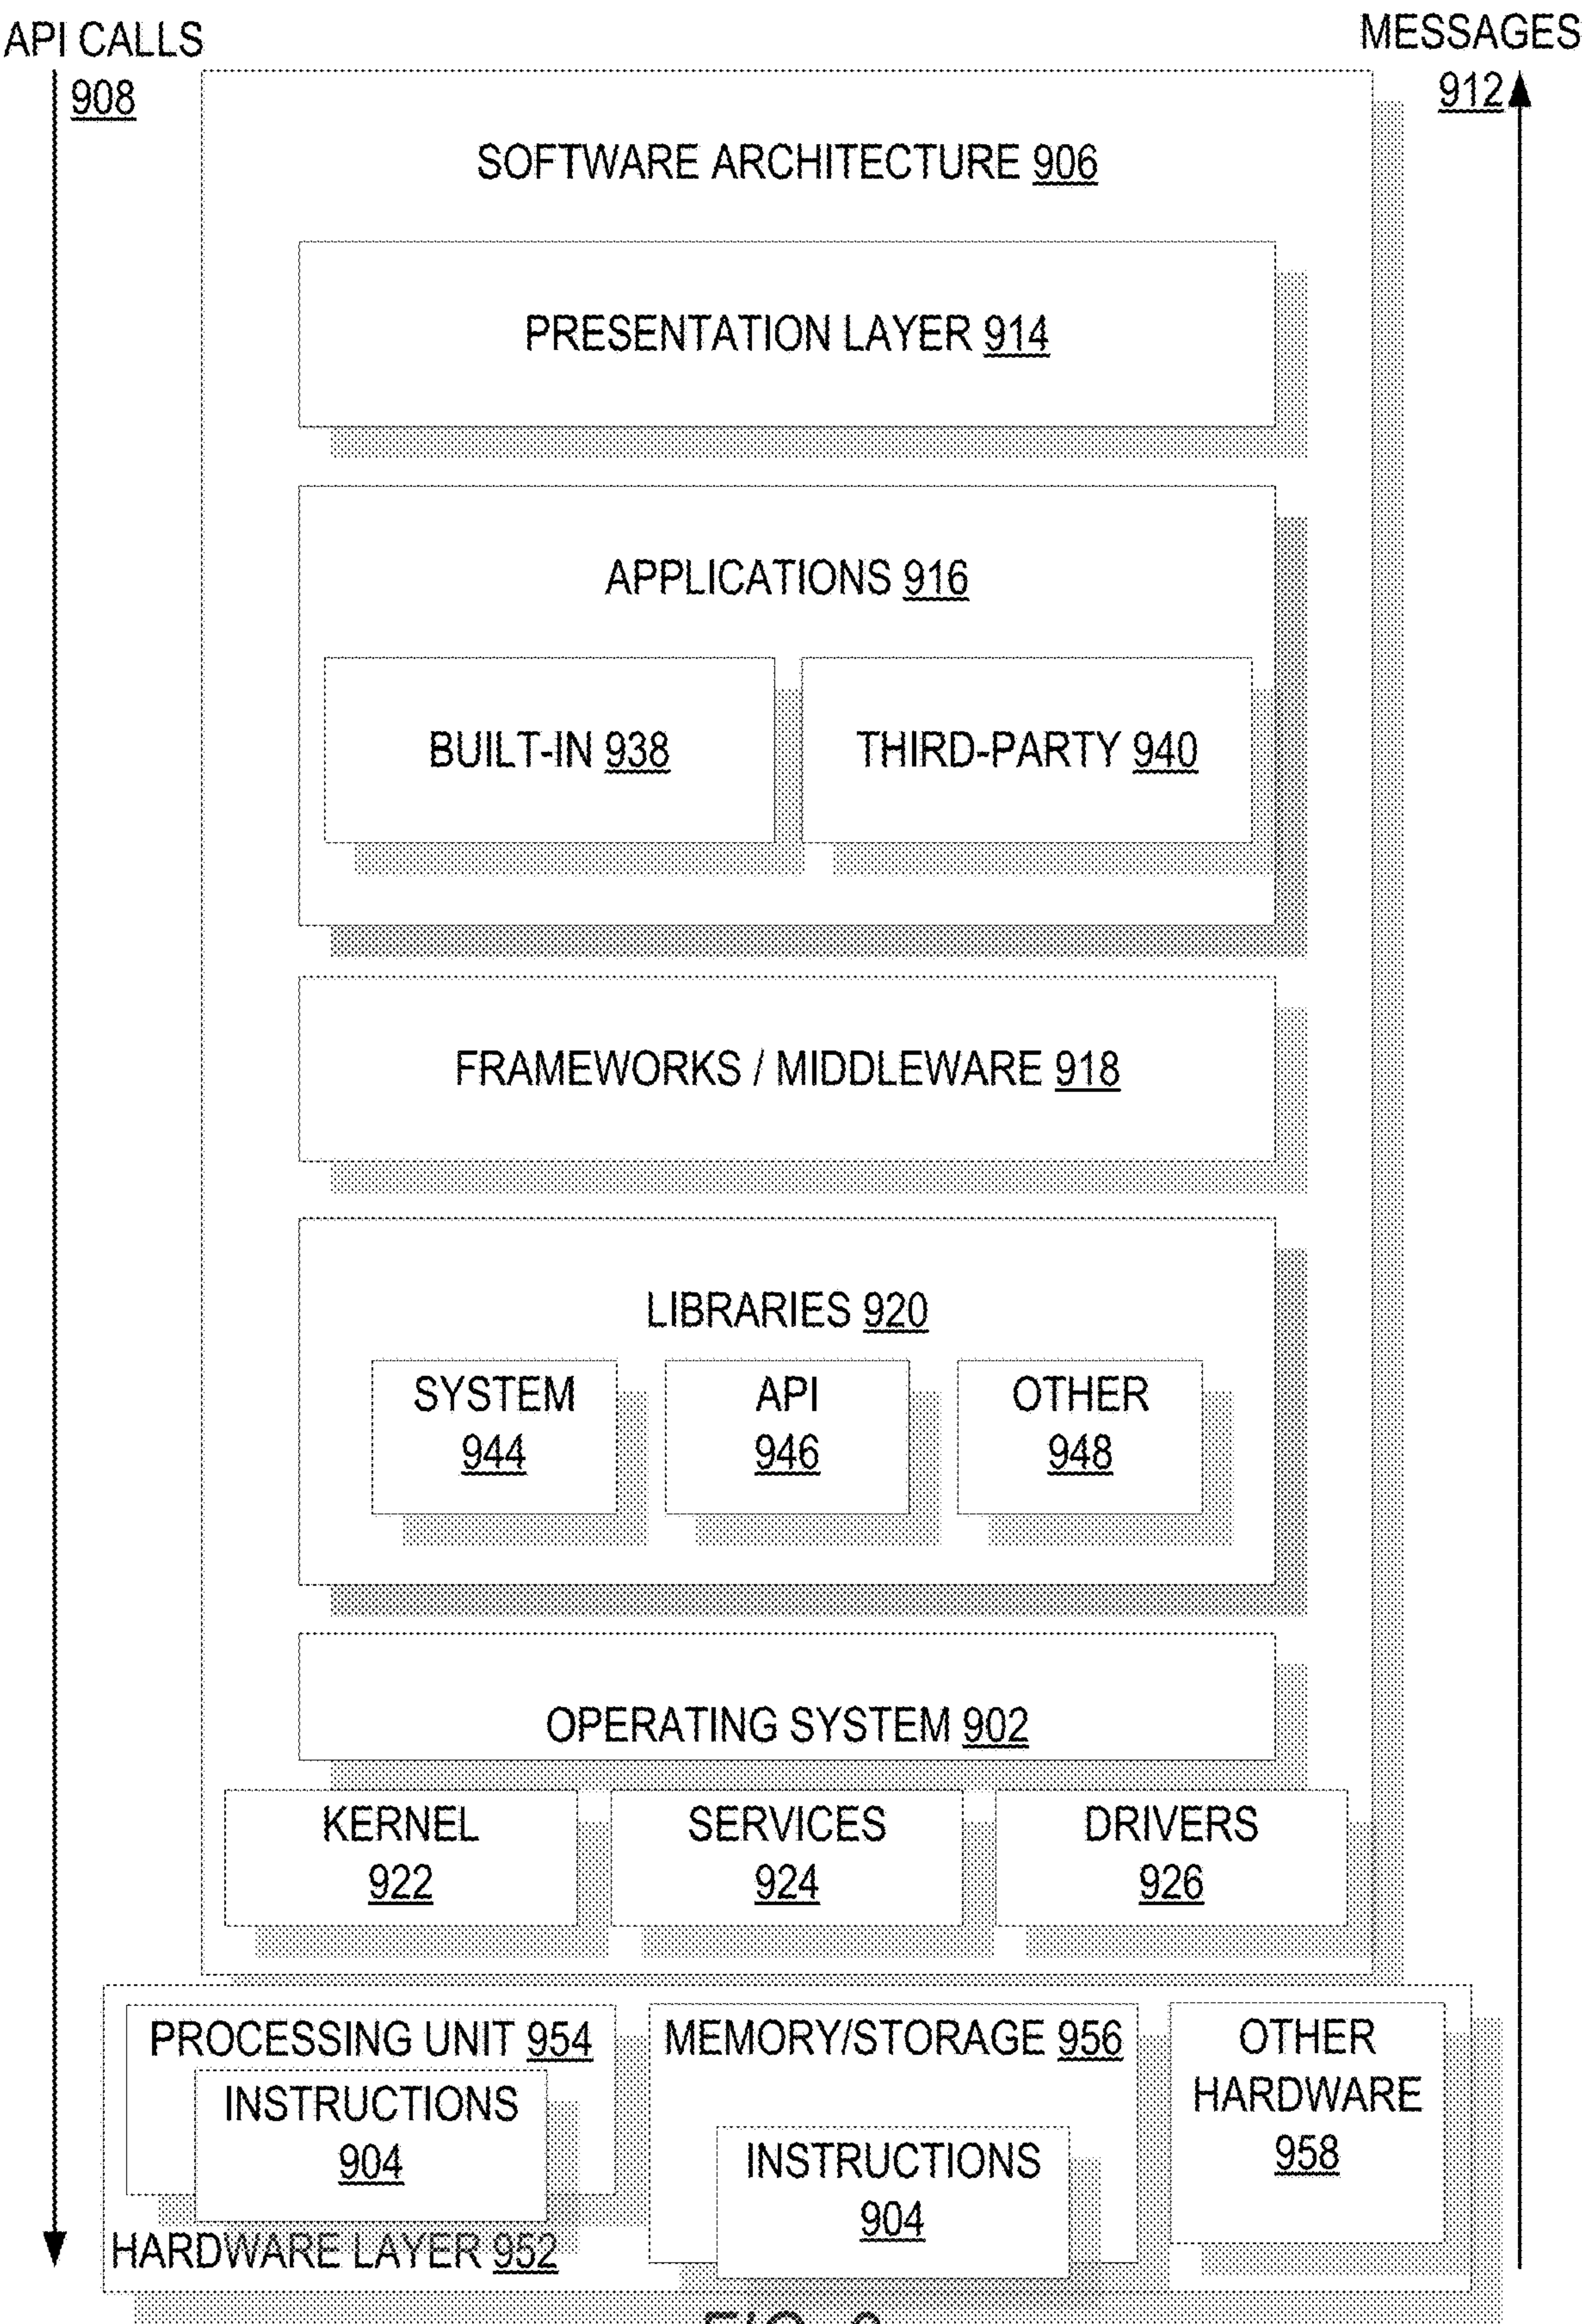 API CALLS
908
MESSAGES
912
SOFTWARE ARCHITECTURE 906
PRESENTATION LAYER 914
APPLICATIONS 916
BUILT-IN 938
THIRD-PARTY 940
FRAMEWORKS / MIDDLEWARE 918
LIBRARIES 920
SYSTEM
944
API
946
OTHER
948
OPERATING SYSTEM 902
KERNEL
922
SERVICES
924
DRIVERS
926
PROCESSING UNIT 954
INSTRUCTIONS
904
MEMORY/STORAGE 956
INSTRUCTIONS
904
OTHER
HARDWARE
958
HARDWARE LAYER 952